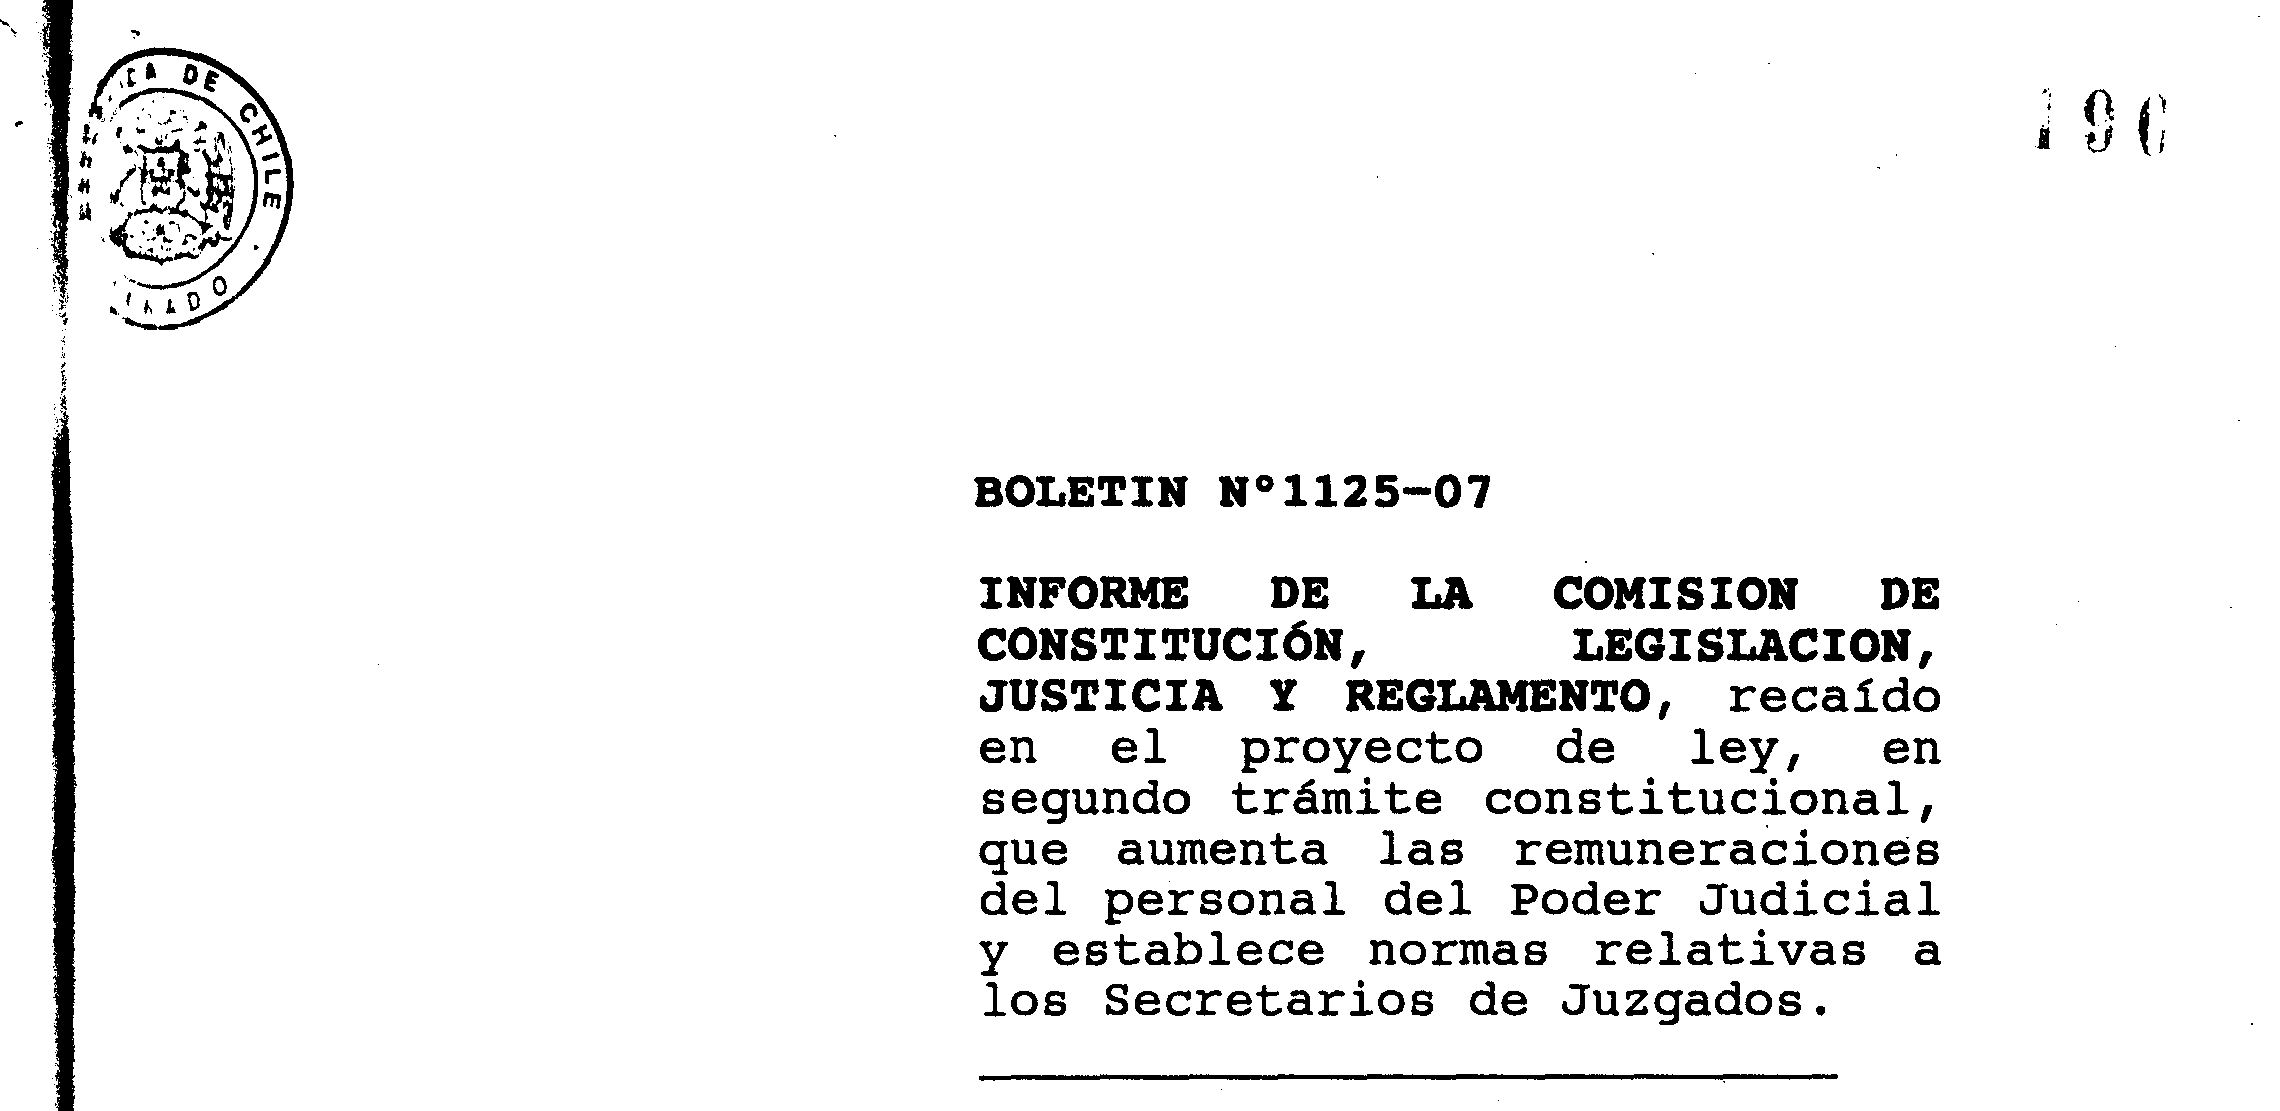 DE CHILE
BOLETIN N°1125-07
INFORME DE LA COMISION DE
CONSTITUCIÓN, LEGISLACION,
JUSTICIA Y REGLAMENTO, recaído
en el proyecto de ley, en
segundo trámite constitucional,
que aumenta las remuneraciones
del personal del Poder Judicial
y establece normas relativas a
los Secretarios de Juzgados.